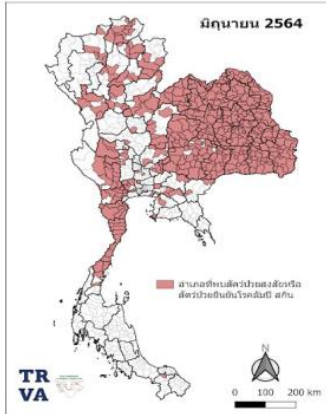 มิถุนายน 2564
อำเภอที่พบสัตว์ป่วยสงสัยหรือ
สัตว์ป่วยยืนยันโรคลัมปี สกิน
N
TR
VA
0 100 200 km